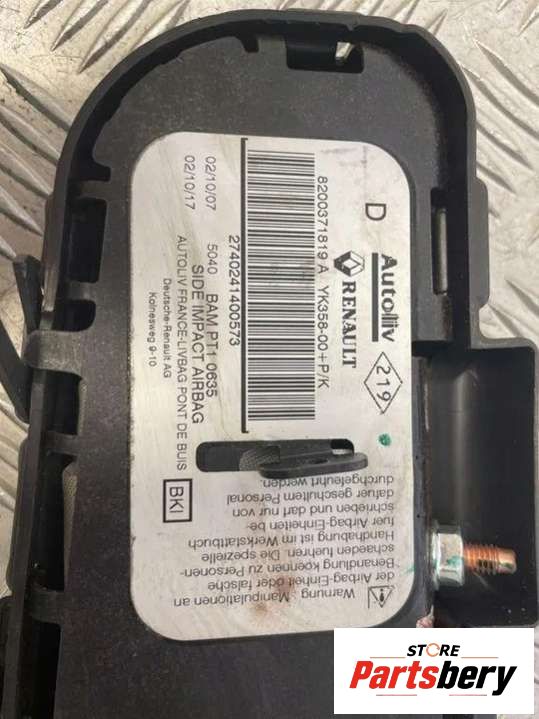 D Autoliv 219
RENAULT
8200371819 A YK358-00+P/K
2740241400573
02/10/07 5040 BAM PT1 0635
02/10/17 SIDE IMPACT AIRBAG
AUTOLIV FRANCE-LIVBAG PONT DE BUIS
Deutsche-Renault AG
Kolnesweg 9-10
BKI
Warnung Manipulationen an
der Airbag-Einheit oder falsche
Behandlung koennen zu Personen-
schaeden fuehren. Die spezielle
Handhabung ist im Werkstattbuch
fuer Airbag-Einheiten be-
schrieben und darf nur von
dafuer geschultem Personal
durchgefuehrt werden.
STORE
Partsbery